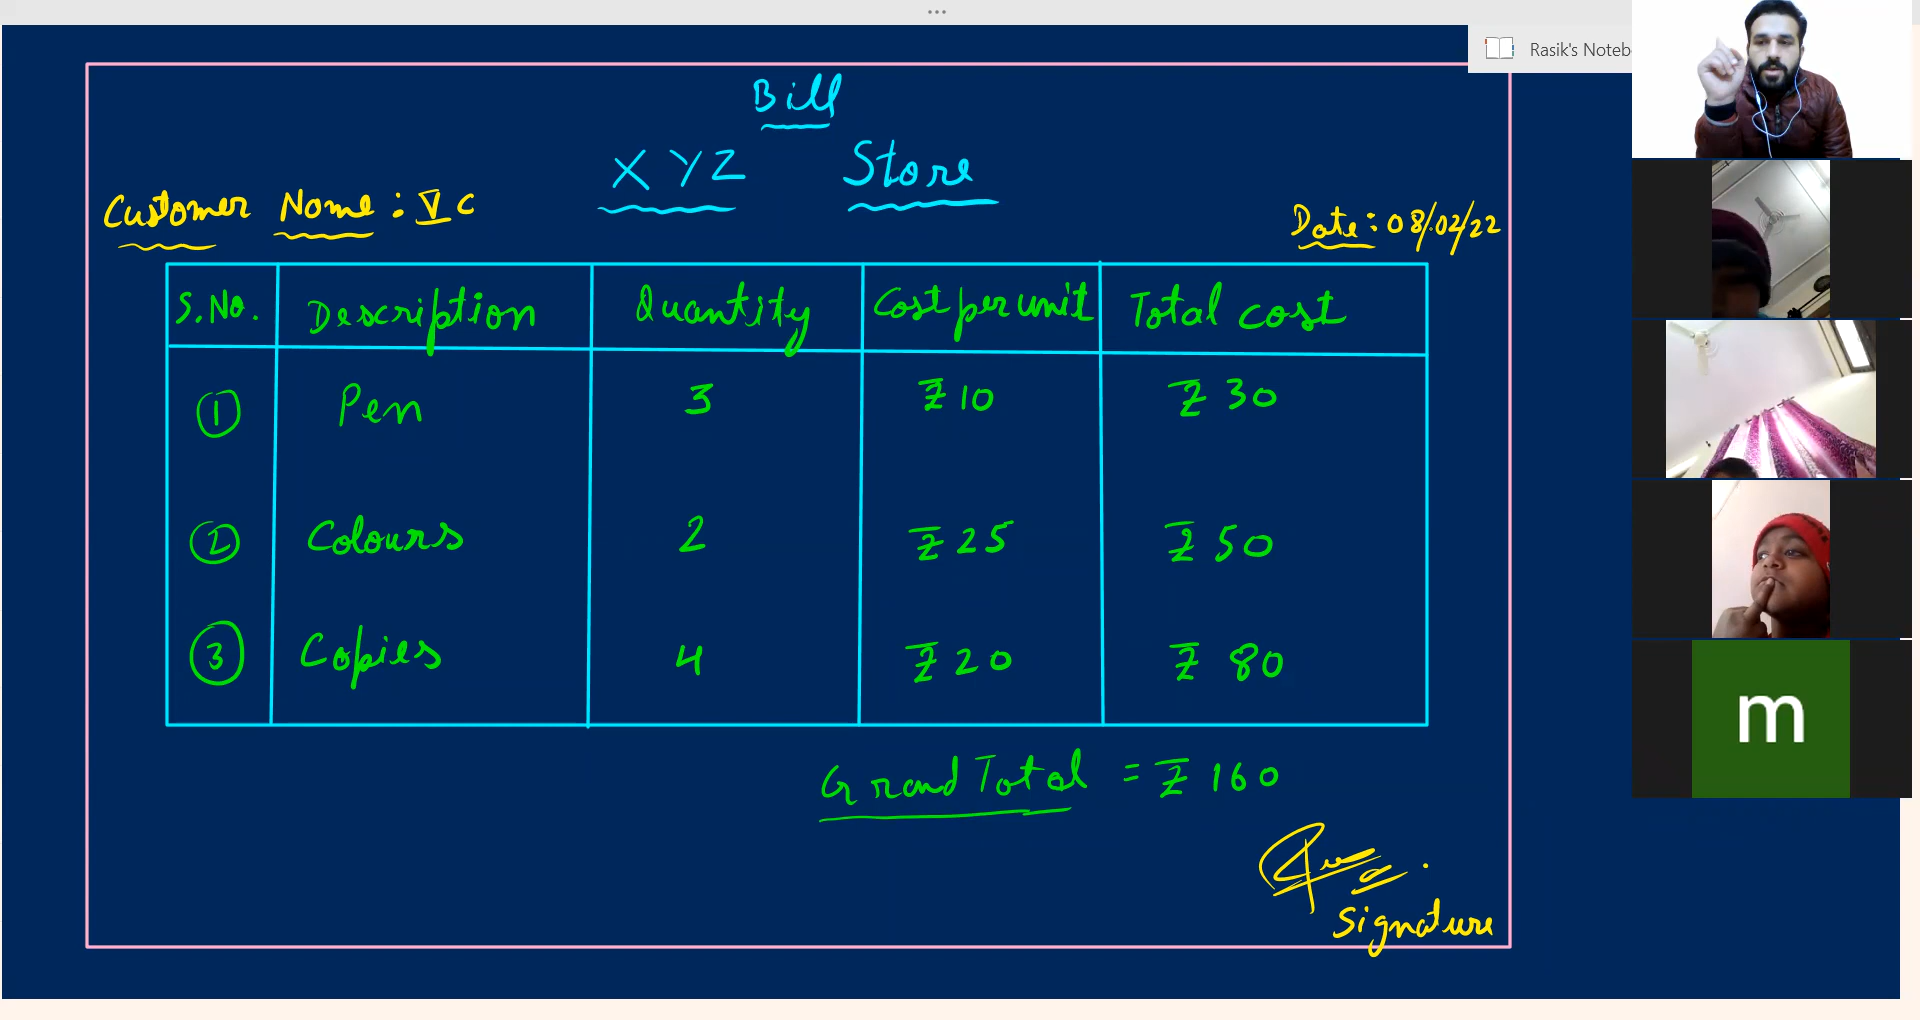 Rasik's Noteb
Bill
XYZ Store
Customer Name : V C
Date : 08/02/22
S.No. Description Quantity Cost per unit Total cost
1 Pen 3 ₹ 10 ₹ 30
2 Colours 2 ₹ 25 ₹ 50
3 Copies 4 ₹ 20 ₹ 80
Grand Total = ₹ 160
Signature
m